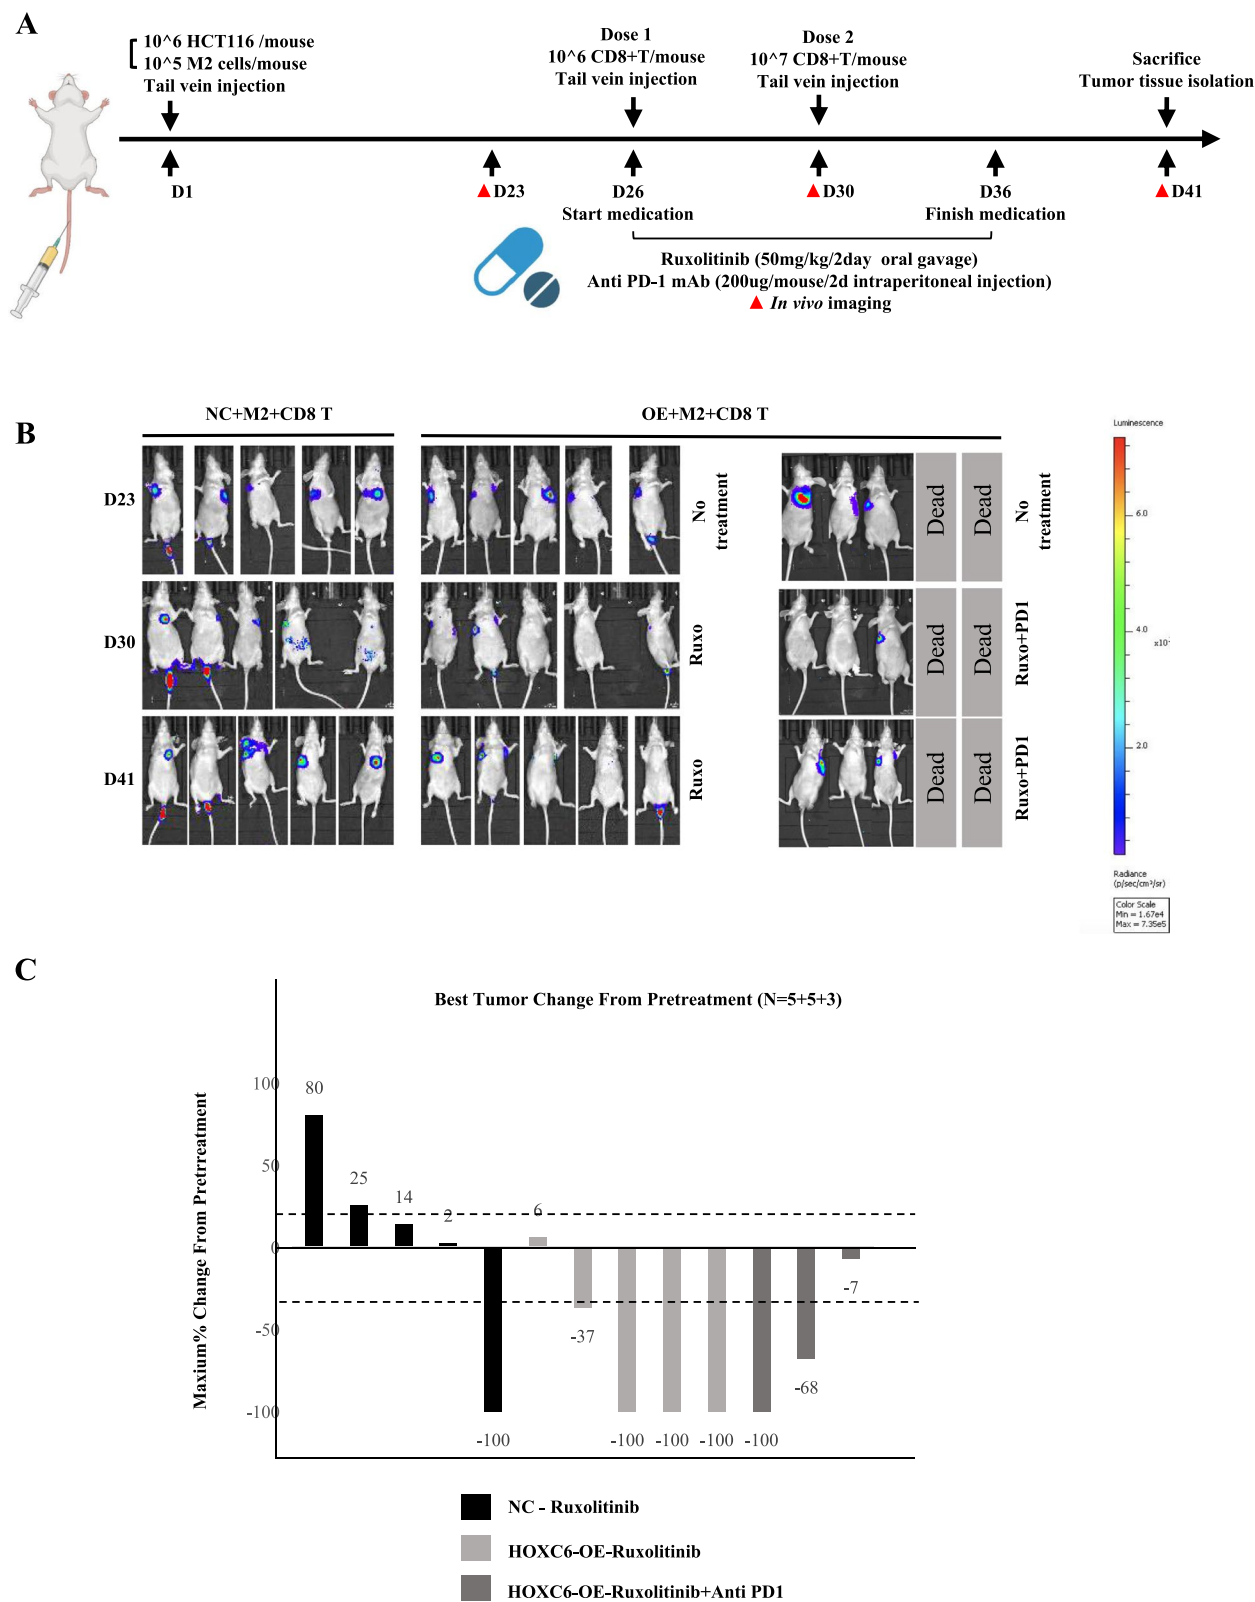 A
10^6 HCT116 /mouse
10^5 M2 cells/mouse
Tail vein injection
Dose 1
10^6 CD8+T/mouse
Tail vein injection
Dose 2
10^7 CD8+T/mouse
Tail vein injection
Sacrifice
Tumor tissue isolation
D1
D23
D26
D30
D36
D41
Start medication
Finish medication
Ruxolitinib (50mg/kg/2day oral gavage)
Anti PD-1 mAb (200ug/mouse/2d intraperitoneal injection)
In vivo imaging
B
NC+M2+CD8 T
OE+M2+CD8 T
D23
No treatment
Dead
Dead
No treatment
D30
Ruxo
Dead
Dead
Ruxo+PD1
D41
Ruxo
Dead
Dead
Ruxo+PD1
Luminescence
6.0
4.0
2.0
Radiance
(p/sec/cm²/sr)
Color Scale
Min = 1.67e4
Max = 7.35e5
C
Best Tumor Change From Pretreatment (N=5+5+3)
Maxium% Change From Pretrreatment
100
50
0
-50
-100
80
25
14
2
-100
6
-37
-100
-100
-100
-100
-68
-7
NC - Ruxolitinib
HOXC6-OE-Ruxolitinib
HOXC6-OE-Ruxolitinib+Anti PD1